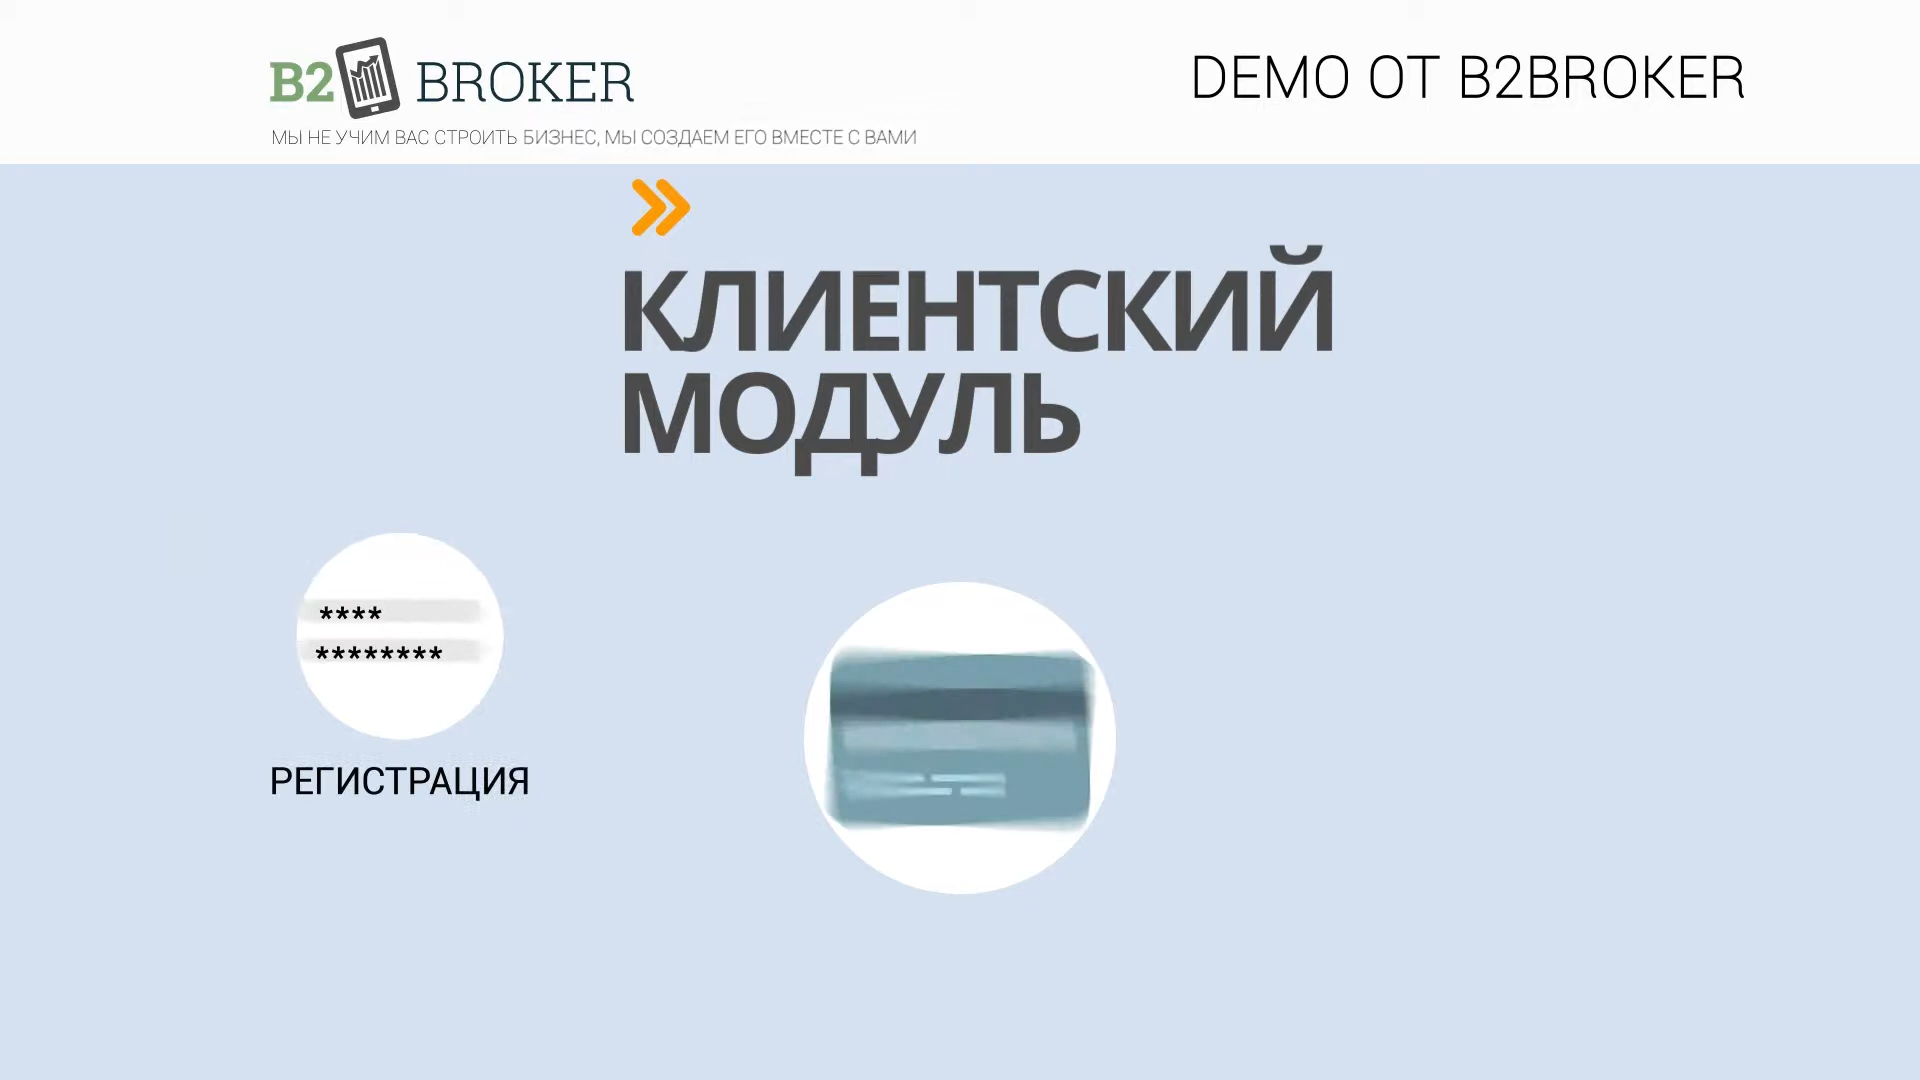 B2 BROKER
DEMO ОТ B2BROKER
МЫ НЕ УЧИМ ВАС СТРОИТЬ БИЗНЕС, МЫ СОЗДАЕМ ЕГО ВМЕСТЕ С ВАМИ
КЛИЕНТСКИЙ
МОДУЛЬ
****
********
РЕГИСТРАЦИЯ